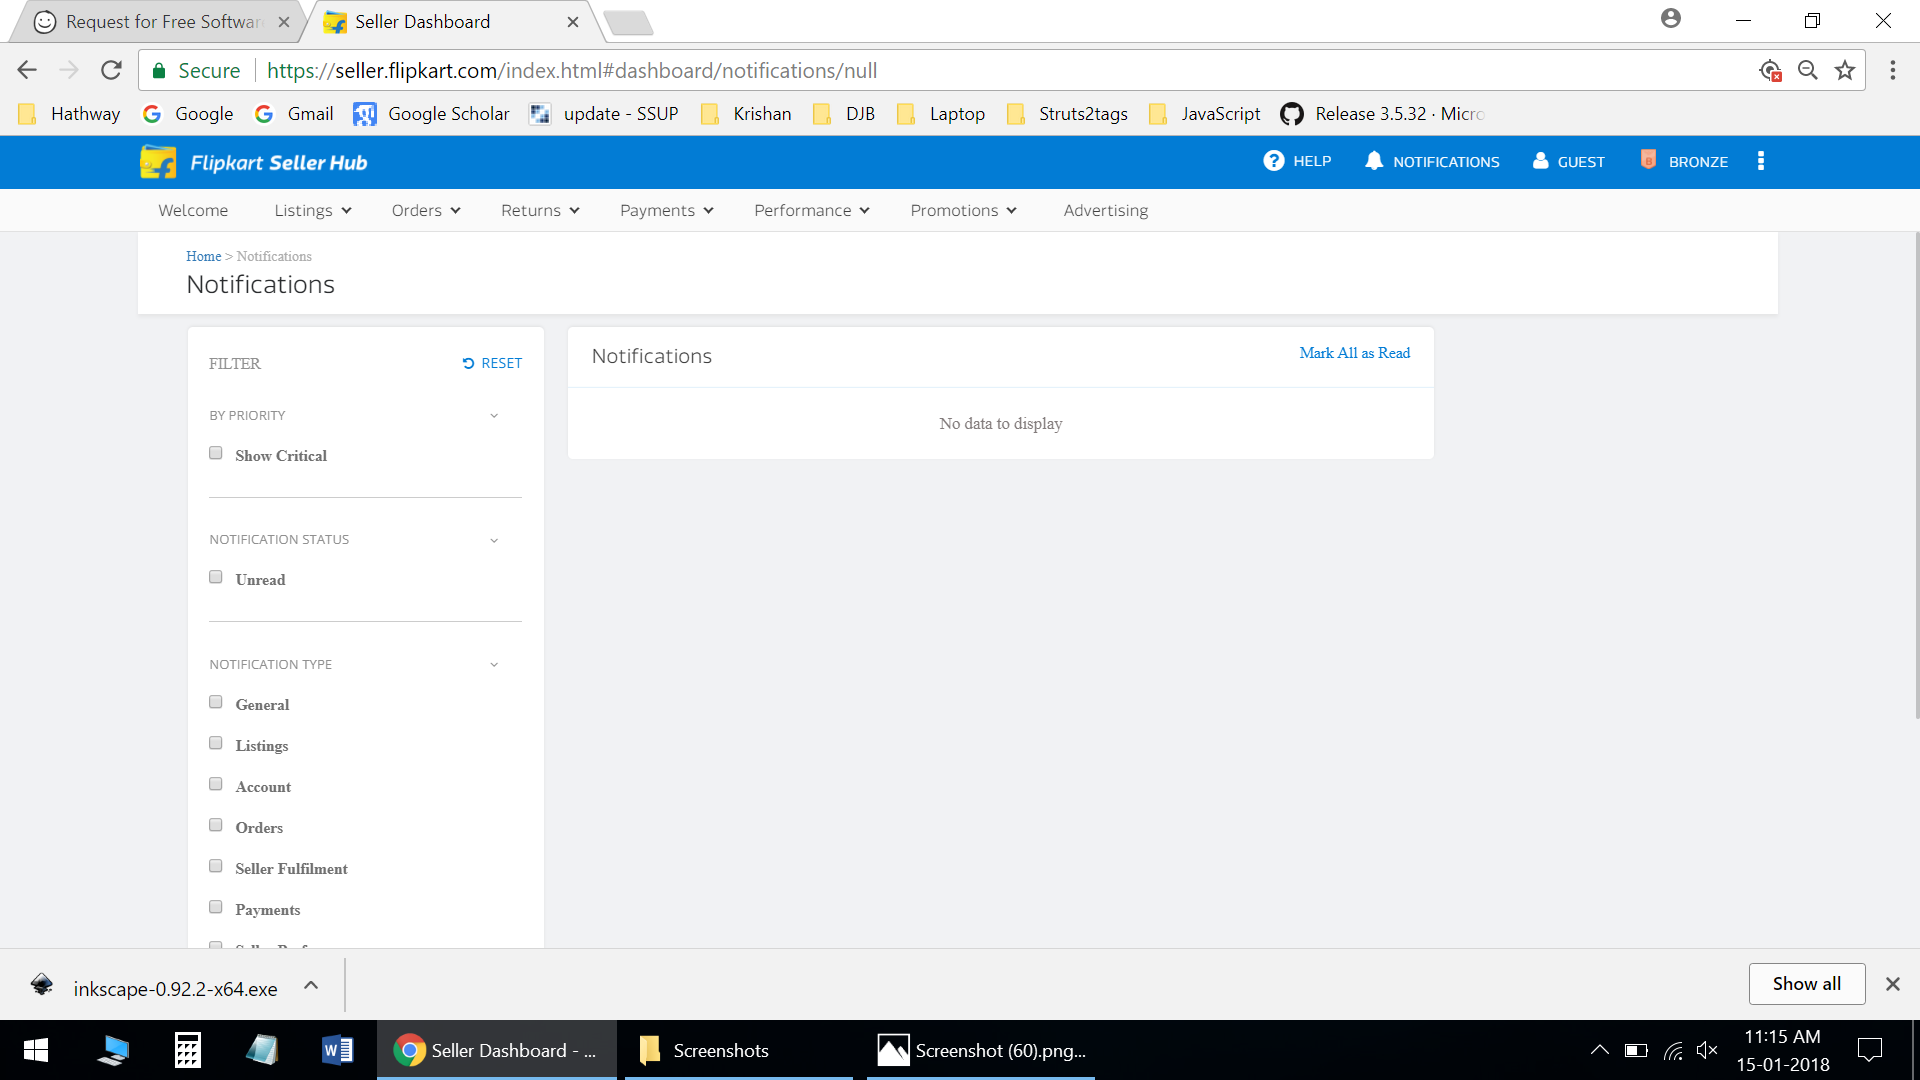 Request for Free Softwar
Seller Dashboard
Secure https://seller.flipkart.com/index.html#dashboard/notifications/null
Hathway Google Gmail Google Scholar update - SSUP Krishan DJB Laptop Struts2tags JavaScript Release 3.5.32 · Micro
Flipkart Seller Hub
HELP NOTIFICATIONS GUEST BRONZE
Welcome Listings Orders Returns Payments Performance Promotions Advertising
Home > Notifications
Notifications
FILTER RESET
BY PRIORITY
Show Critical
NOTIFICATION STATUS
Unread
NOTIFICATION TYPE
General
Listings
Account
Orders
Seller Fulfilment
Payments
Notifications Mark All as Read
No data to display
inkscape-0.92.2-x64.exe
Show all
Seller Dashboard - ...
Screenshots
Screenshot (60).png...
11:15 AM
15-01-2018